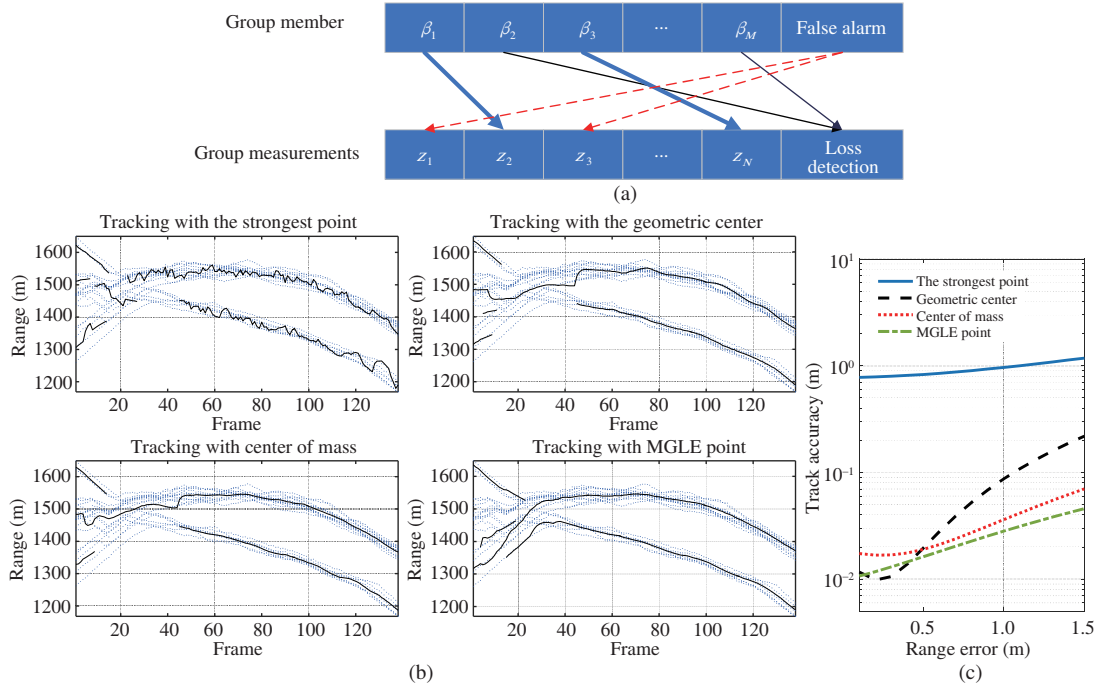 Group member
β1 β2 β3 ... βM False alarm
Group measurements
z1 z2 z3 ... zN Loss detection
(a)
Tracking with the strongest point
Range (m)
1600
1500
1400
1300
1200
20 40 60 80 100 120
Frame
Tracking with the geometric center
Range (m)
1600
1500
1400
1300
1200
20 40 60 80 100 120
Frame
Tracking with center of mass
Range (m)
1600
1500
1400
1300
1200
20 40 60 80 100 120
Frame
Tracking with MGLE point
Range (m)
1600
1500
1400
1300
1200
20 40 60 80 100 120
Frame
(b)
Track accuracy (m)
10^1
10^0
10^-1
10^-2
The strongest point
Geometric center
Center of mass
MGLE point
0.5 1.0 1.5
Range error (m)
(c)